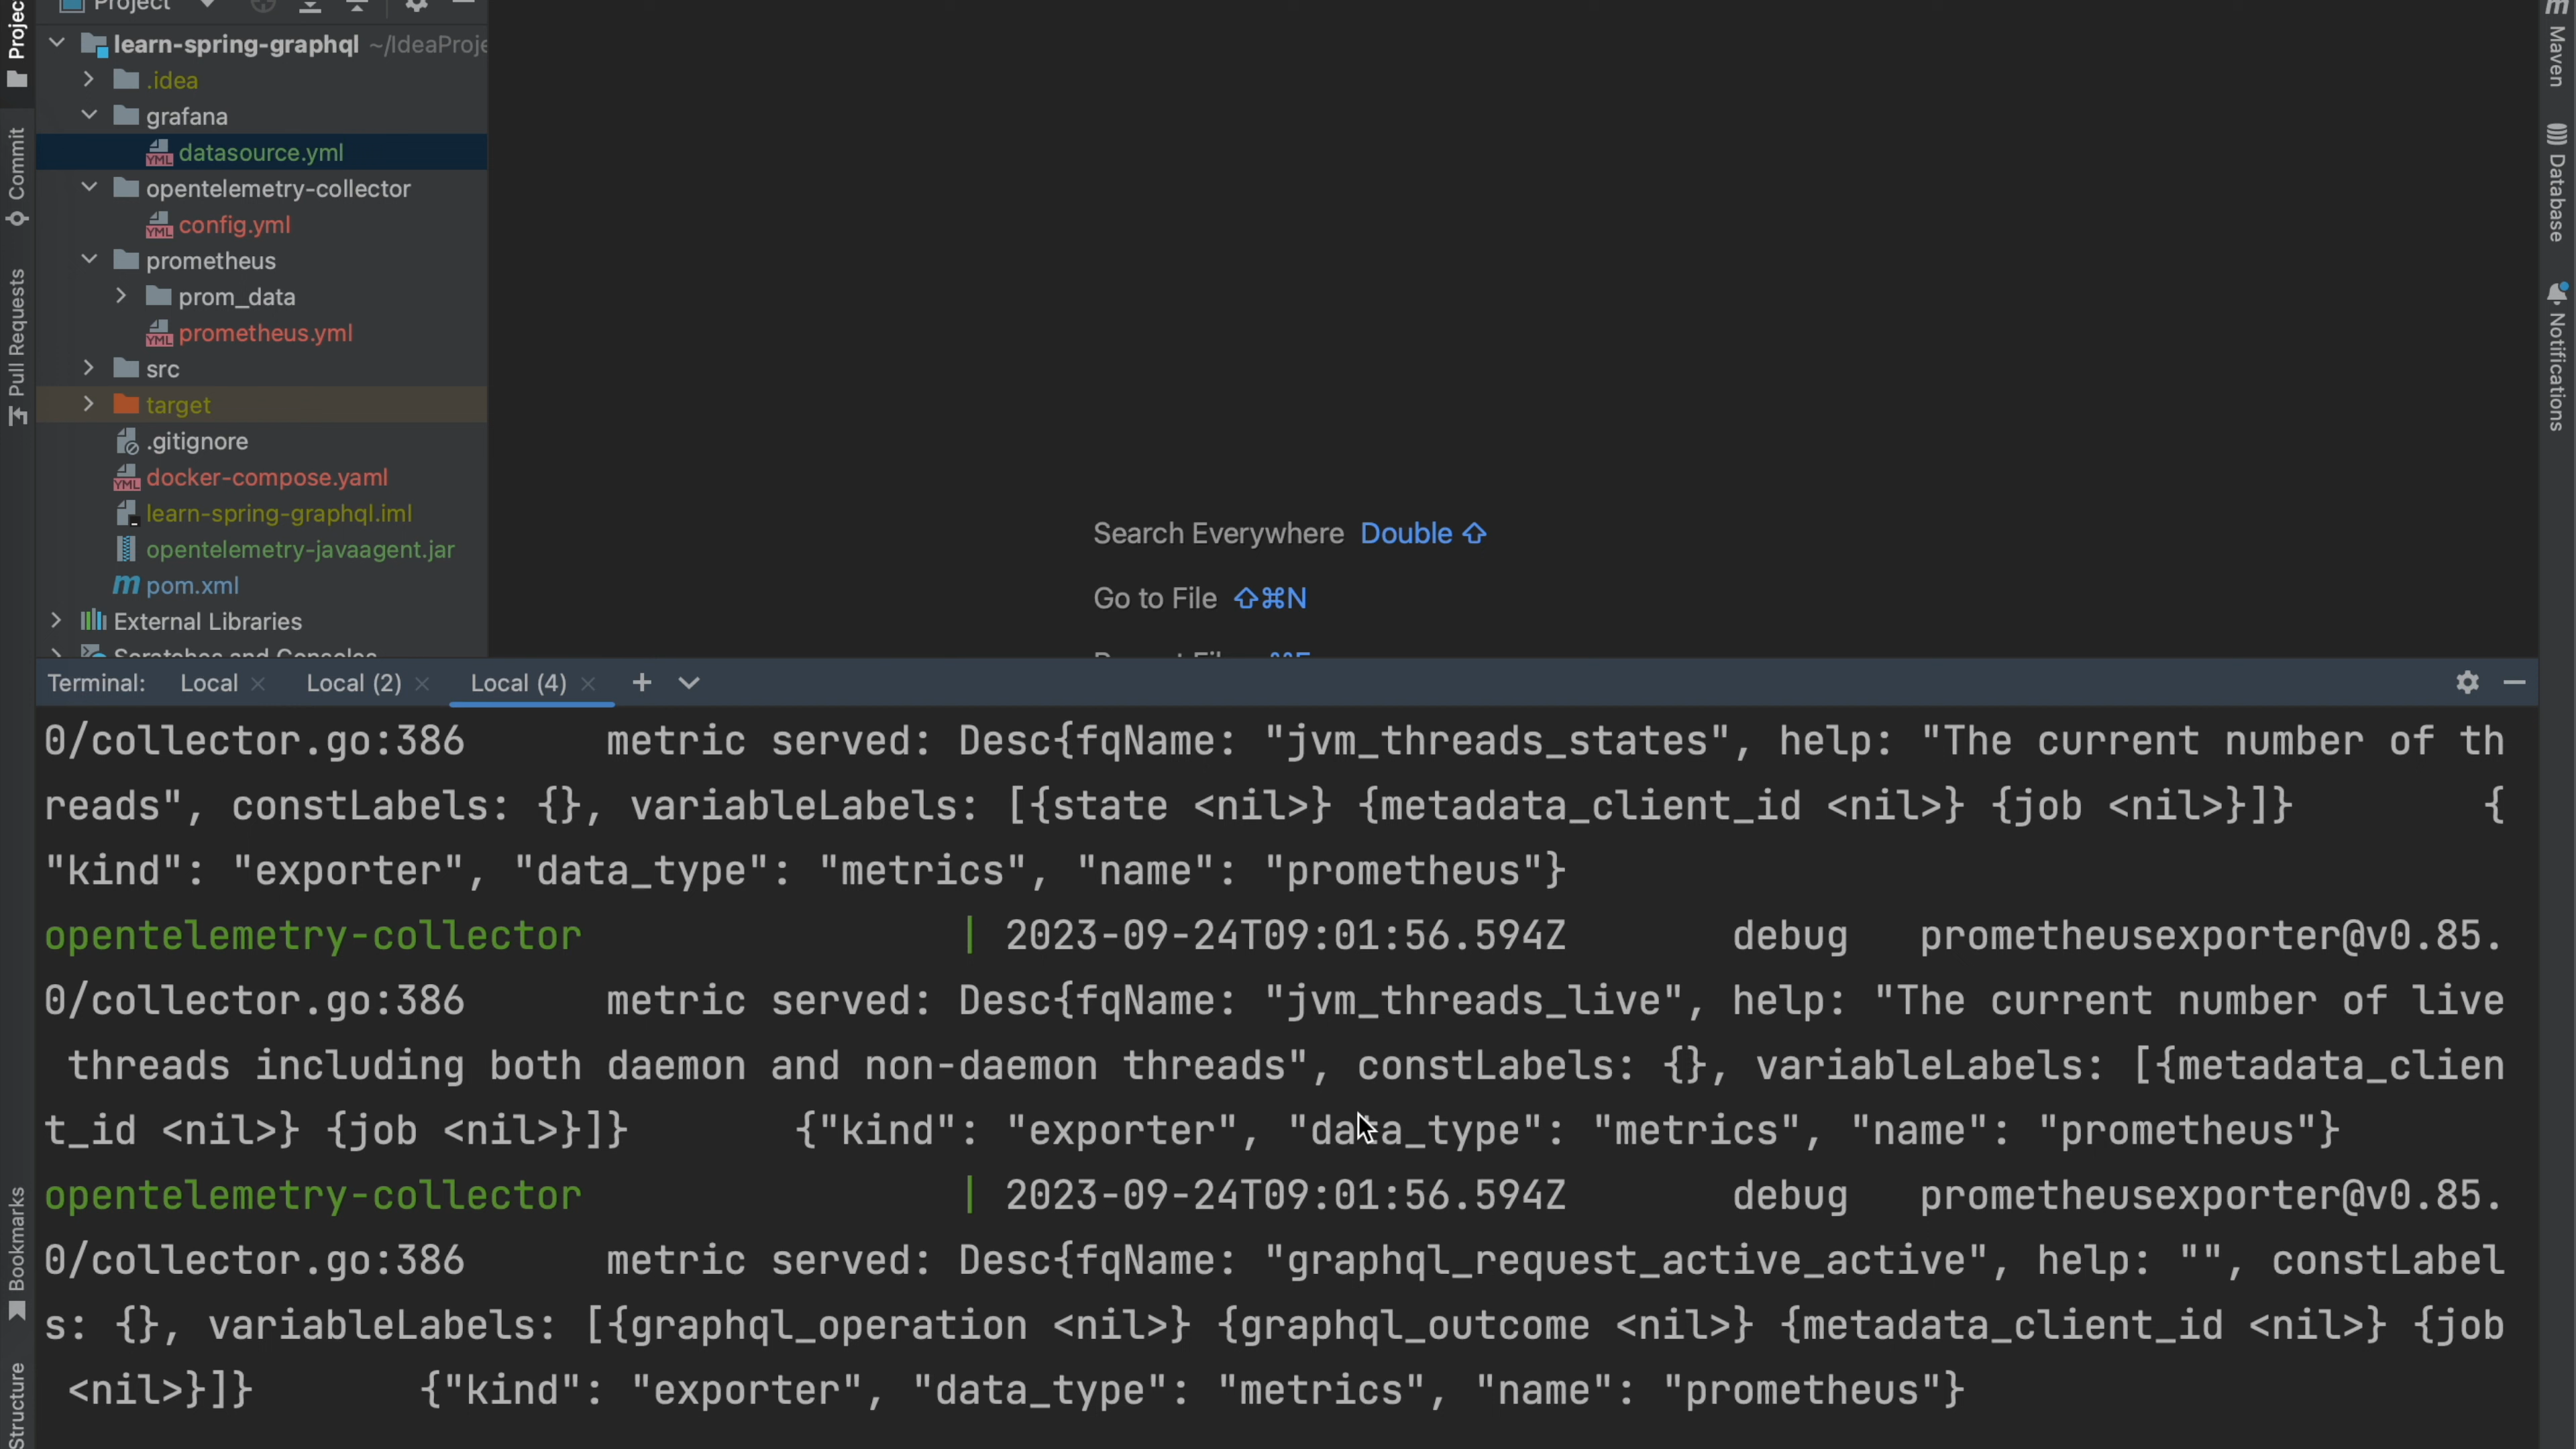 Project
learn-spring-graphql ~/IdeaProje
.idea
grafana
datasource.yml
opentelemetry-collector
config.yml
prometheus
prom_data
prometheus.yml
src
target
.gitignore
docker-compose.yaml
learn-spring-graphql.iml
opentelemetry-javaagent.jar
pom.xml
External Libraries
Scratches and Consoles
Projec
Commit
Pull Requests
Bookmarks
Structure
Search Everywhere Double ⇧
Go to File ⇧⌘N
m
Maven
Database
Notifications
Terminal: Local × Local (2) × Local (4) × +
0/collector.go:386 metric served: Desc{fqName: "jvm_threads_states", help: "The current number of th
reads", constLabels: {}, variableLabels: [{state <nil>} {metadata_client_id <nil>} {job <nil>}]} {
"kind": "exporter", "data_type": "metrics", "name": "prometheus"}
opentelemetry-collector | 2023-09-24T09:01:56.594Z debug prometheusexporter@v0.85.
0/collector.go:386 metric served: Desc{fqName: "jvm_threads_live", help: "The current number of live
threads including both daemon and non-daemon threads", constLabels: {}, variableLabels: [{metadata_clien
t_id <nil>} {job <nil>}]} {"kind": "exporter", "data_type": "metrics", "name": "prometheus"}
opentelemetry-collector | 2023-09-24T09:01:56.594Z debug prometheusexporter@v0.85.
0/collector.go:386 metric served: Desc{fqName: "graphql_request_active_active", help: "", constLabel
s: {}, variableLabels: [{graphql_operation <nil>} {graphql_outcome <nil>} {metadata_client_id <nil>} {job
<nil>}]} {"kind": "exporter", "data_type": "metrics", "name": "prometheus"}